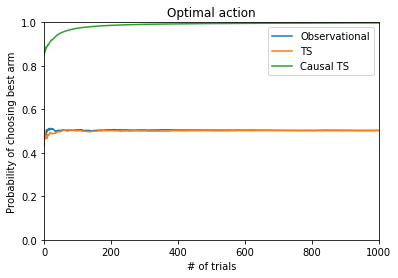 Optimal action
Probability of choosing best arm
1.0
0.8
0.6
0.4
0.2
0.0
Observational
TS
Causal TS
0 200 400 600 800 1000
# of trials